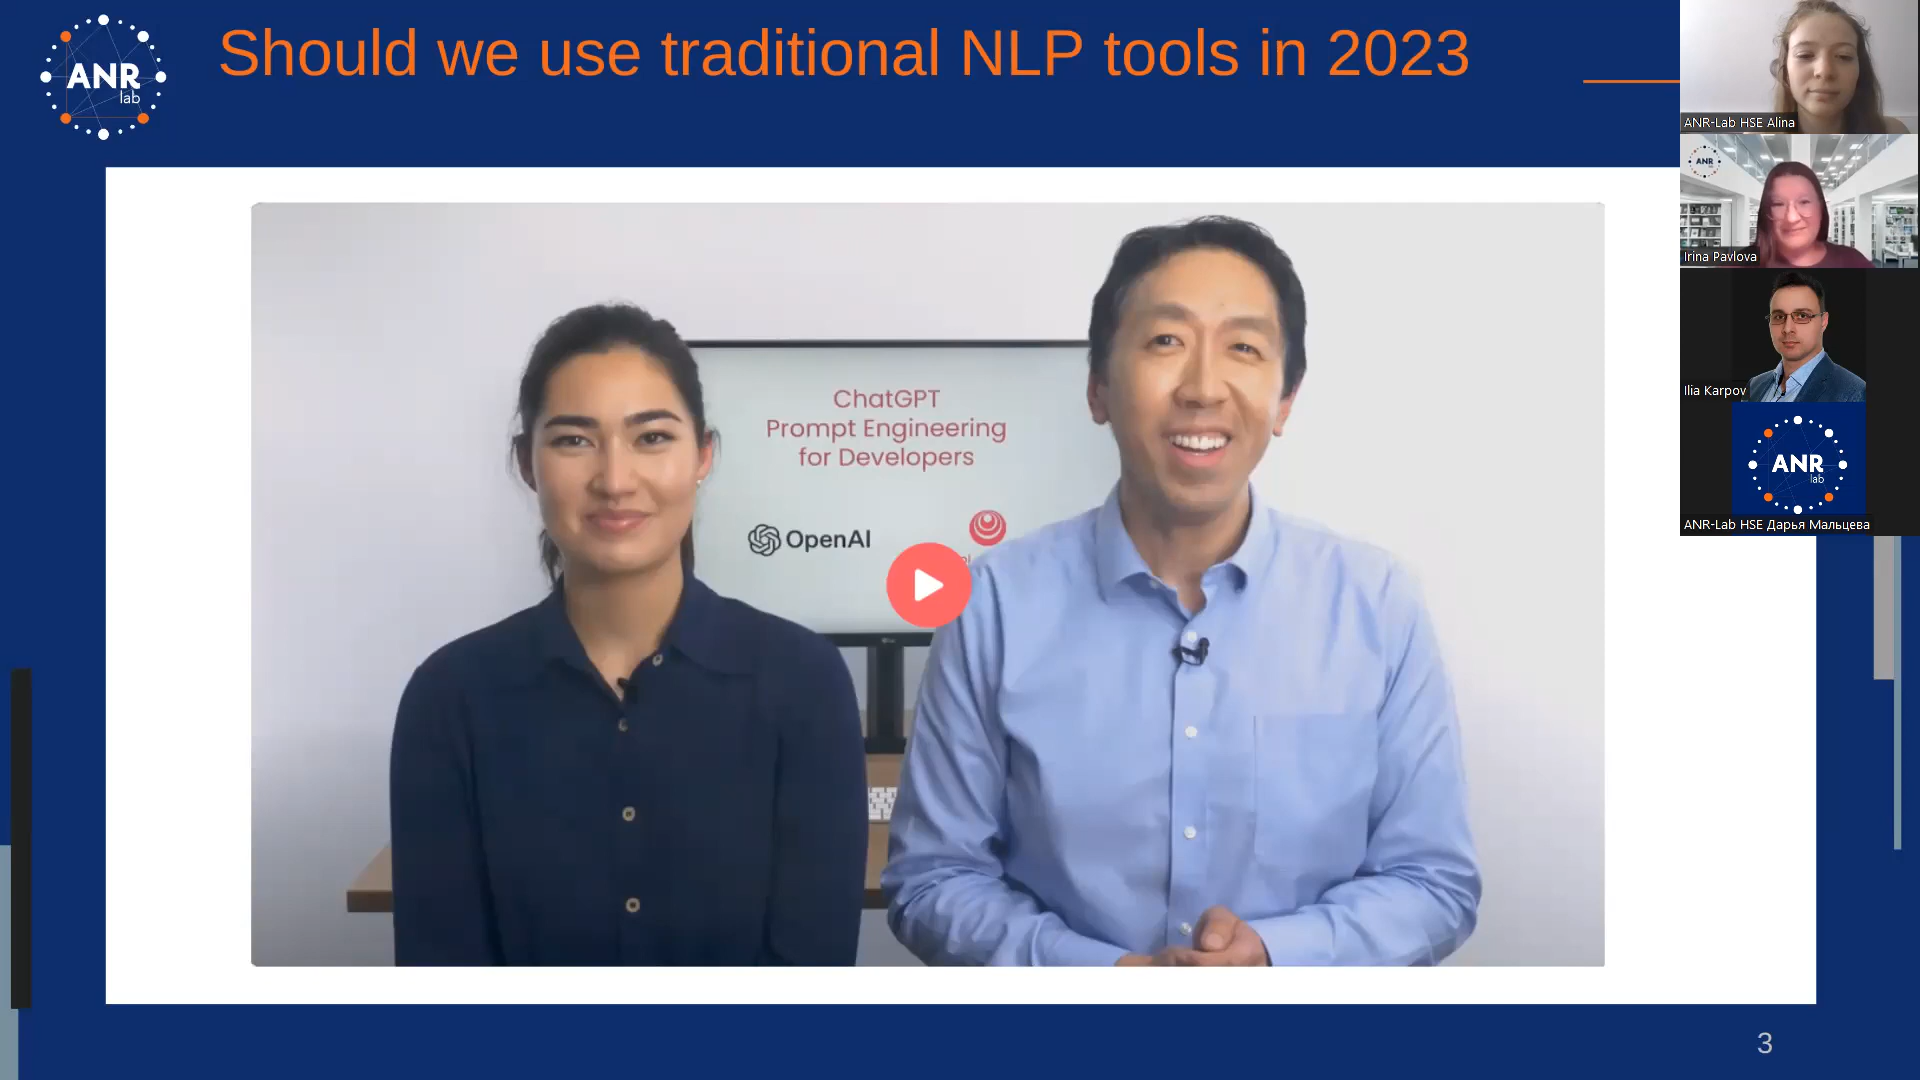 ANR
lab
Should we use traditional NLP tools in 2023
ChatGPT
Prompt Engineering
for Developers
OpenAI
ANR-Lab HSE Alina
ANR
Irina Pavlova
Ilia Karpov
ANR
lab
ANR-Lab HSE Дарья Мальцева
3